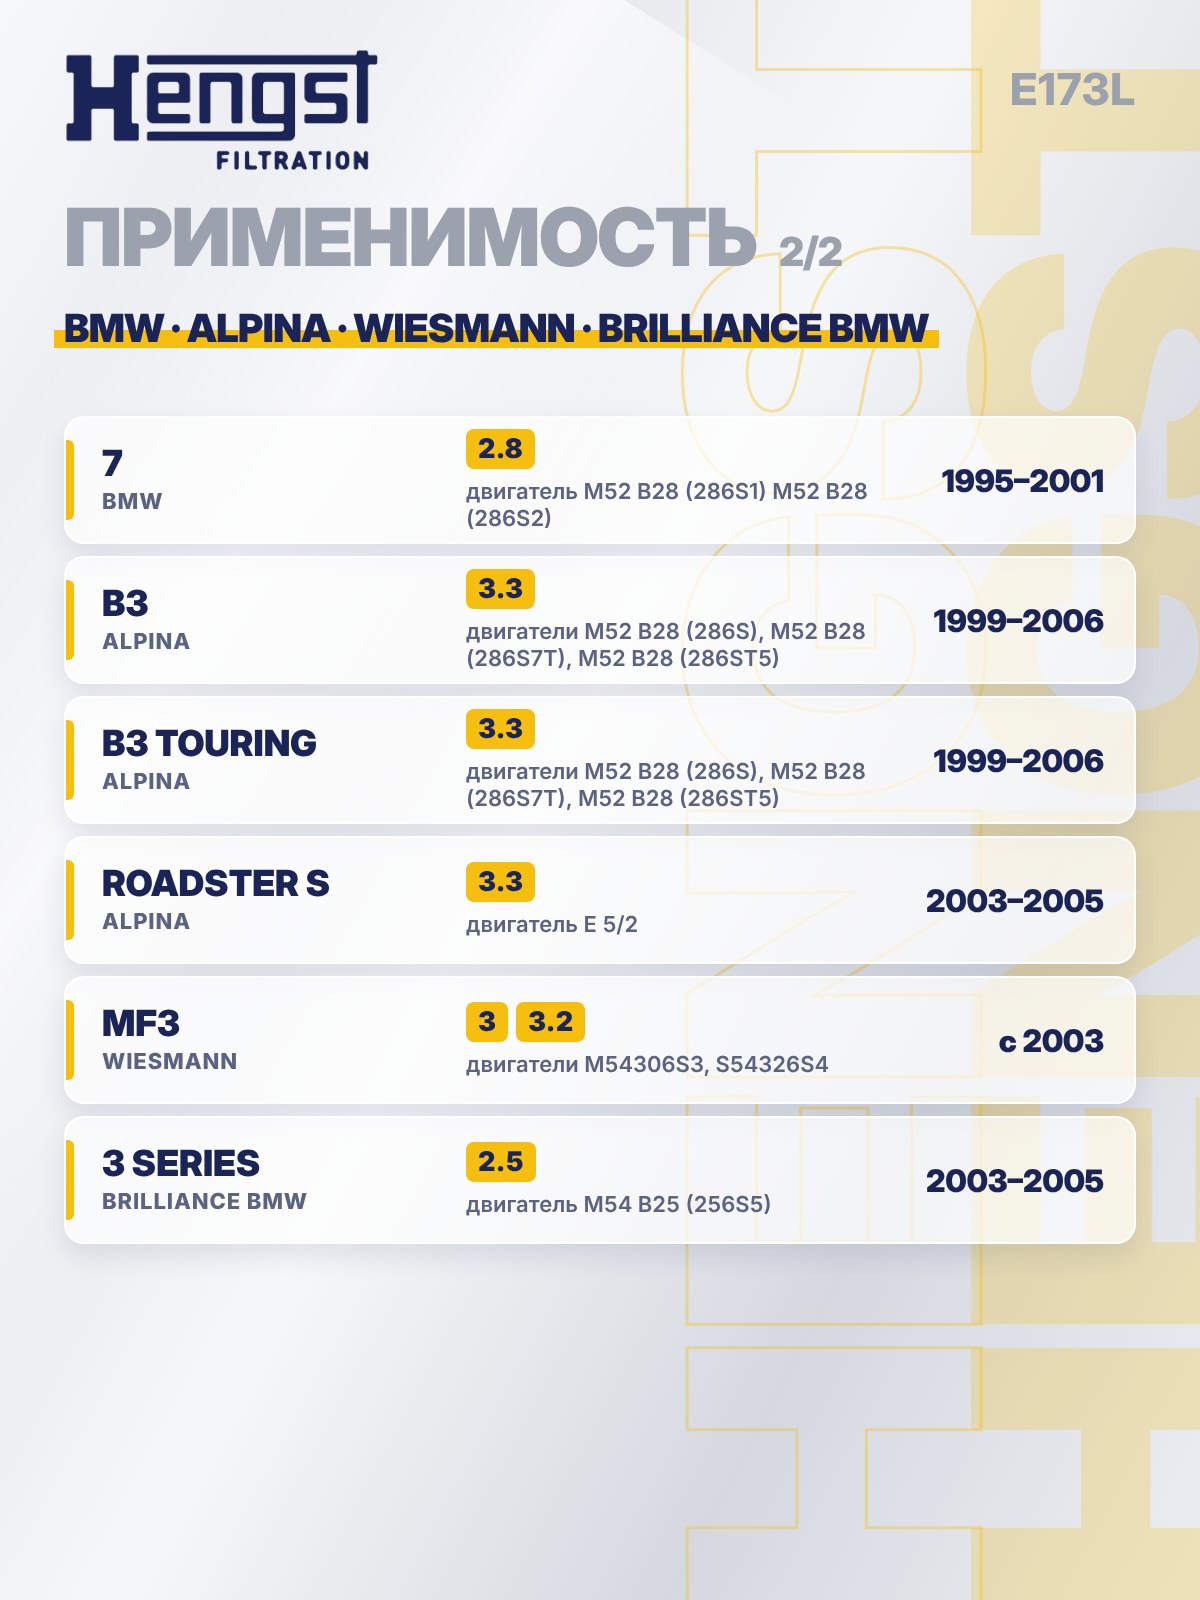 Hengst
FILTRATION
E173L
ПРИМЕНИМОСТЬ 2/2
BMW · ALPINA · WIESMANN · BRILLIANCE BMW
7
BMW
2.8
двигатель M52 B28 (286S1) M52 B28
(286S2)
1995–2001
B3
ALPINA
3.3
двигатели M52 B28 (286S), M52 B28
(286S7T), M52 B28 (286ST5)
1999–2006
B3 TOURING
ALPINA
3.3
двигатели M52 B28 (286S), M52 B28
(286S7T), M52 B28 (286ST5)
1999–2006
ROADSTER S
ALPINA
3.3
двигатель E 5/2
2003–2005
MF3
WIESMANN
3 3.2
двигатели M54306S3, S54326S4
с 2003
3 SERIES
BRILLIANCE BMW
2.5
двигатель M54 B25 (256S5)
2003–2005
HENGST
HENGST